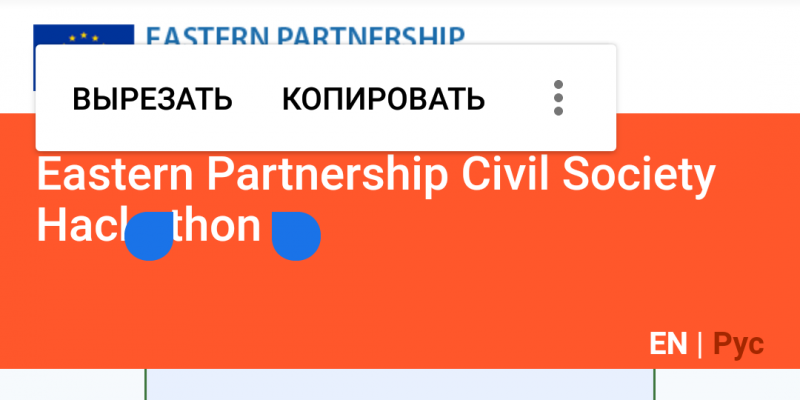 EASTERN PARTNERSHIP
ВЫРЕЗАТЬ КОПИРОВАТЬ
Eastern Partnership Civil Society
Hackathon
EN | Рус